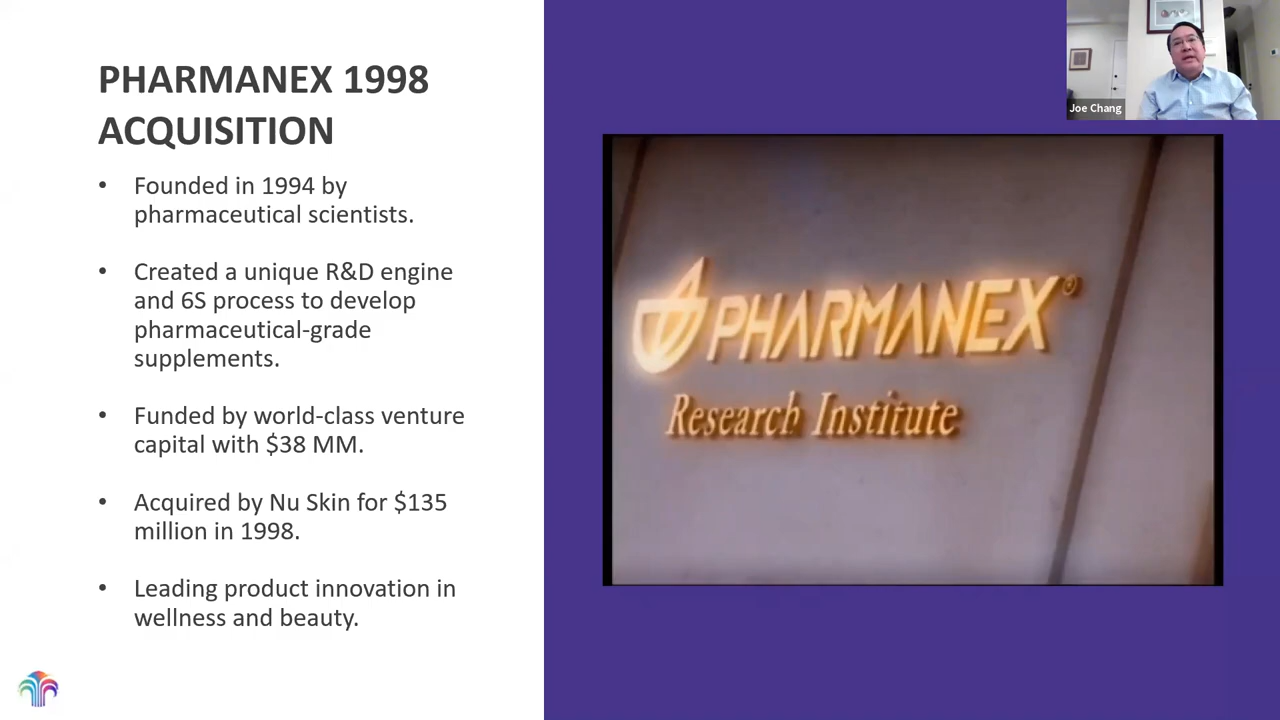 PHARMANEX 1998
ACQUISITION
• Founded in 1994 by
pharmaceutical scientists.
• Created a unique R&D engine
and 6S process to develop
pharmaceutical-grade
supplements.
• Funded by world-class venture
capital with $38 MM.
• Acquired by Nu Skin for $135
million in 1998.
• Leading product innovation in
wellness and beauty.
Joe Chang
PHARMANEX®
Research Institute